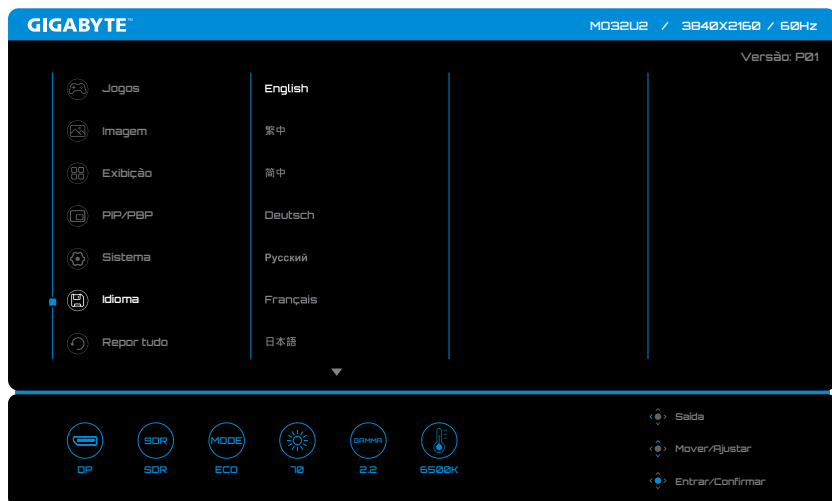 GIGABYTE™
MO32U2 / 3840X2160 / 60Hz
Versão: P01
Jogos
Imagem
Exibição
PIP/PBP
Sistema
Idioma
Repor tudo
English
繁中
简中
Deutsch
Русский
Français
日本語
DP
SDR
SDR
MODE
ECO
70
GAMMA
2.2
6500K
Saída
Mover/Ajustar
Entrar/Confirmar